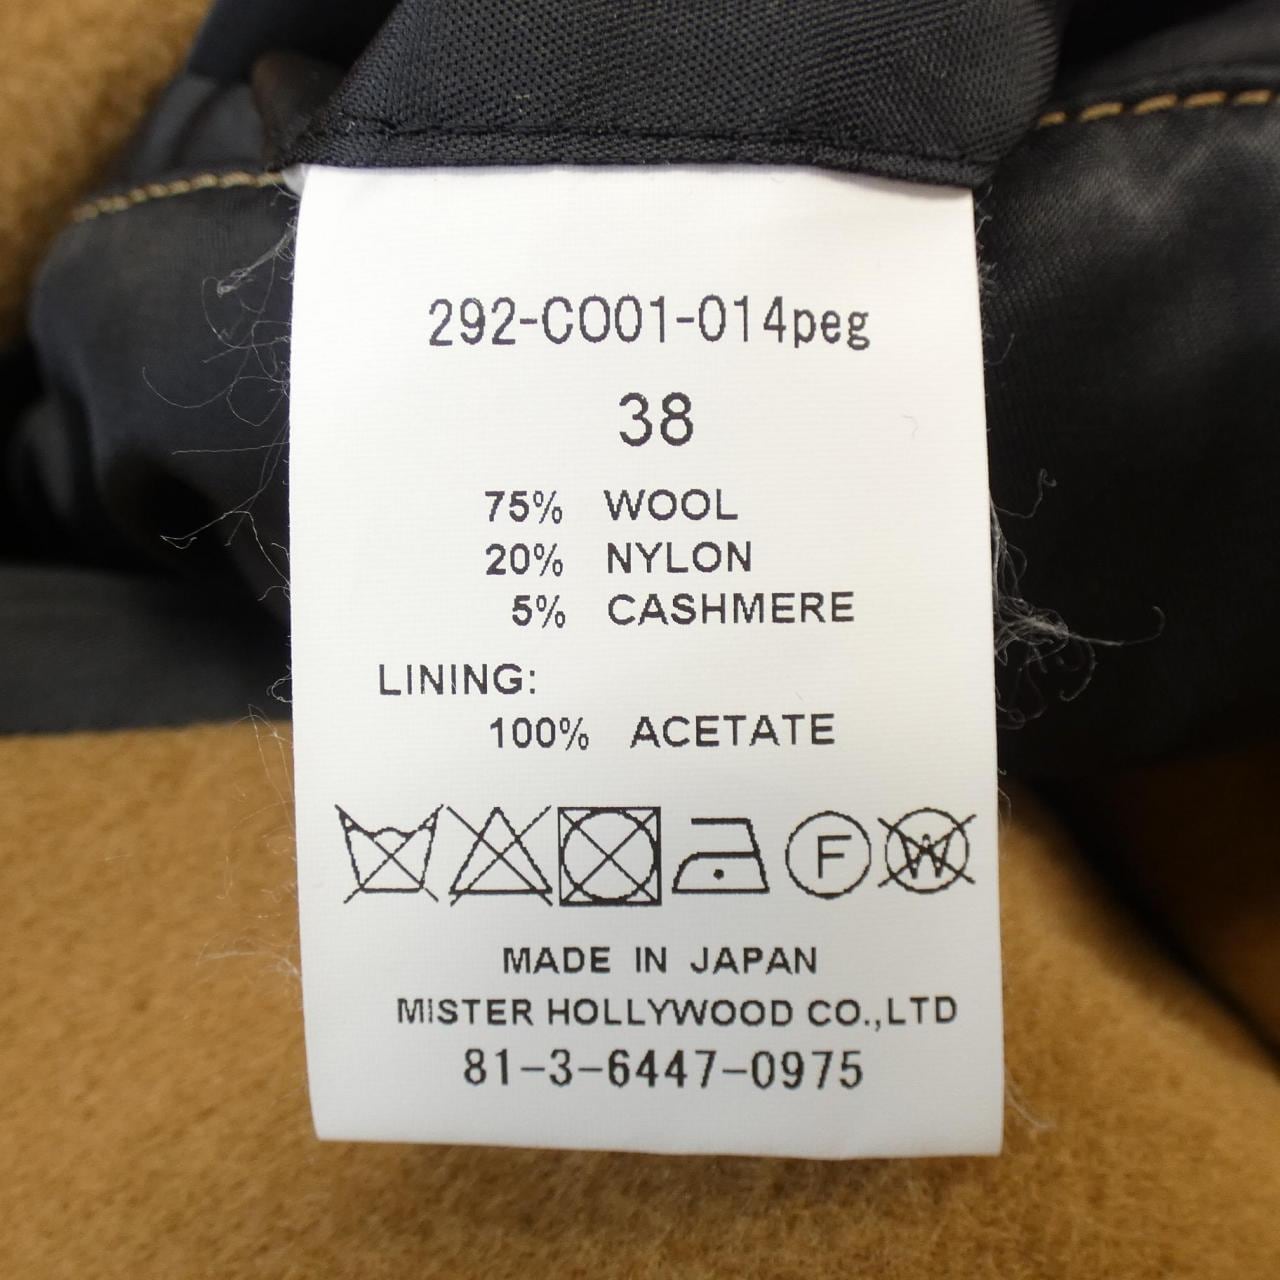 292-CO01-014peg
38
75% WOOL
20% NYLON
5% CASHMERE
LINING:
100% ACETATE
F W
MADE IN JAPAN
MISTER HOLLYWOOD CO.,LTD
81-3-6447-0975